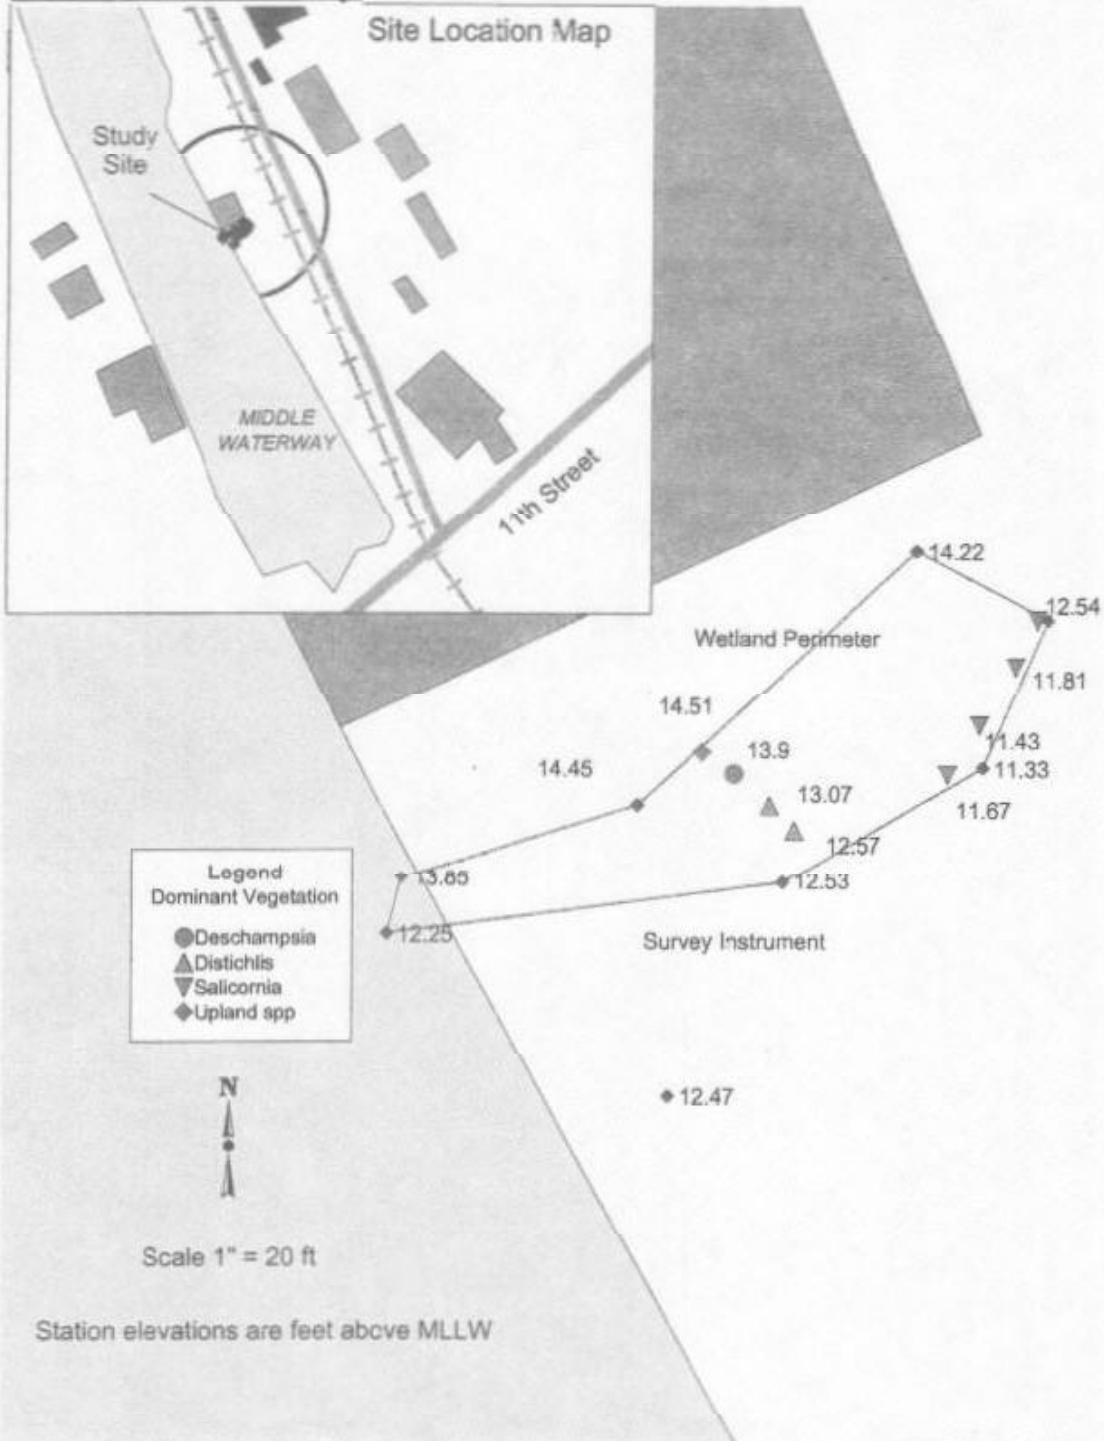 Site Location Map
Study
Site
MIDDLE
WATERWAY
11th Street
14.22
12.54
Wetland Perimeter
11.81
14.51
11.43
13.9
14.45
11.33
13.07
11.67
12.57
13.65
12.53
12.25
Survey Instrument
Legend
Dominant Vegetation
Deschampsia
Distichlis
Salicornia
Upland spp
N
12.47
Scale 1" = 20 ft
Station elevations are feet above MLLW